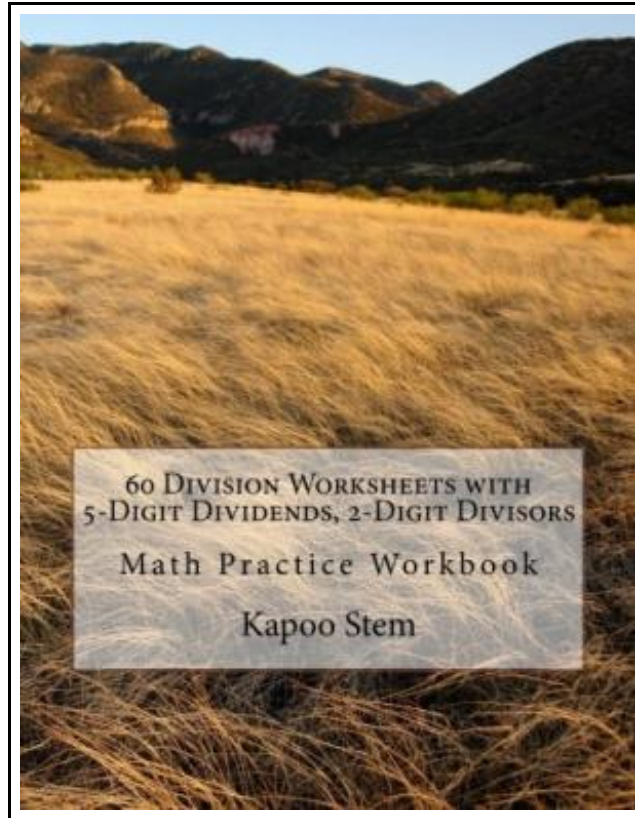 60 Division Worksheets with
5-Digit Dividends, 2-Digit Divisors
Math Practice Workbook
Kapoo Stem